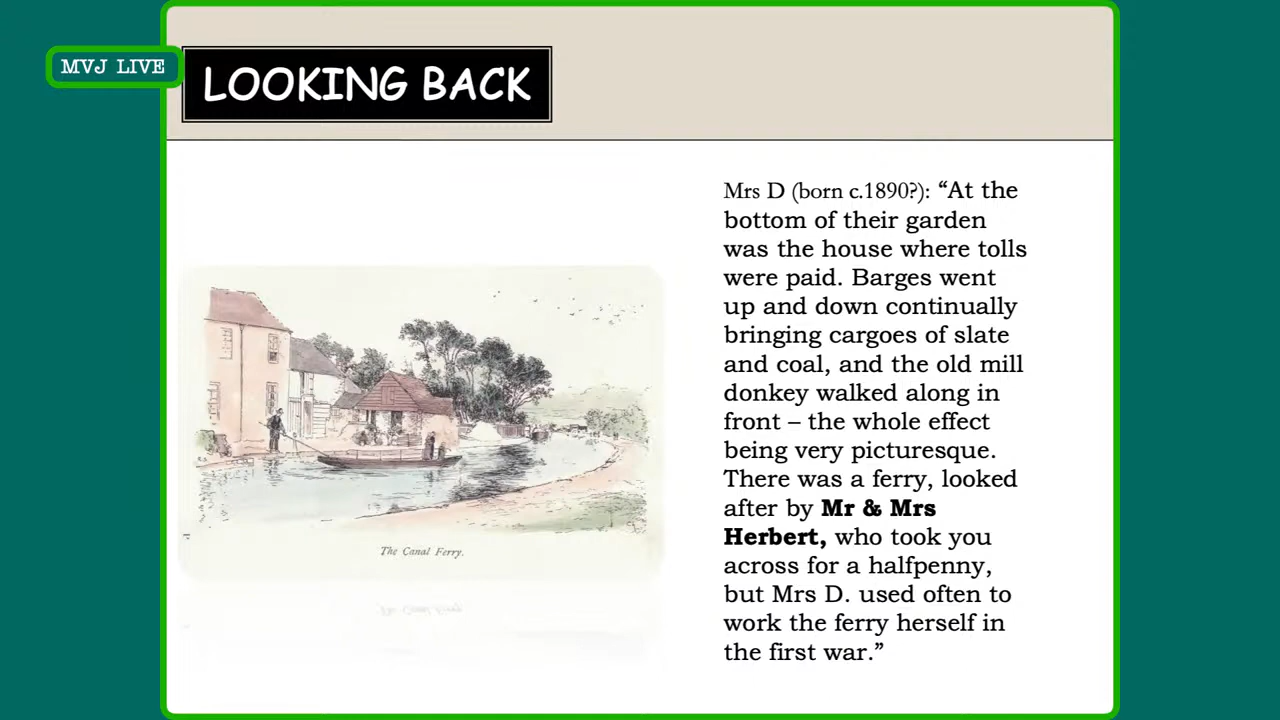 MVJ LIVE
LOOKING BACK
Mrs D (born c.1890?): “At the
bottom of their garden
was the house where tolls
were paid. Barges went
up and down continually
bringing cargoes of slate
and coal, and the old mill
donkey walked along in
front – the whole effect
being very picturesque.
There was a ferry, looked
after by Mr & Mrs
Herbert, who took you
across for a halfpenny,
but Mrs D. used often to
work the ferry herself in
the first war.”
The Canal Ferry.